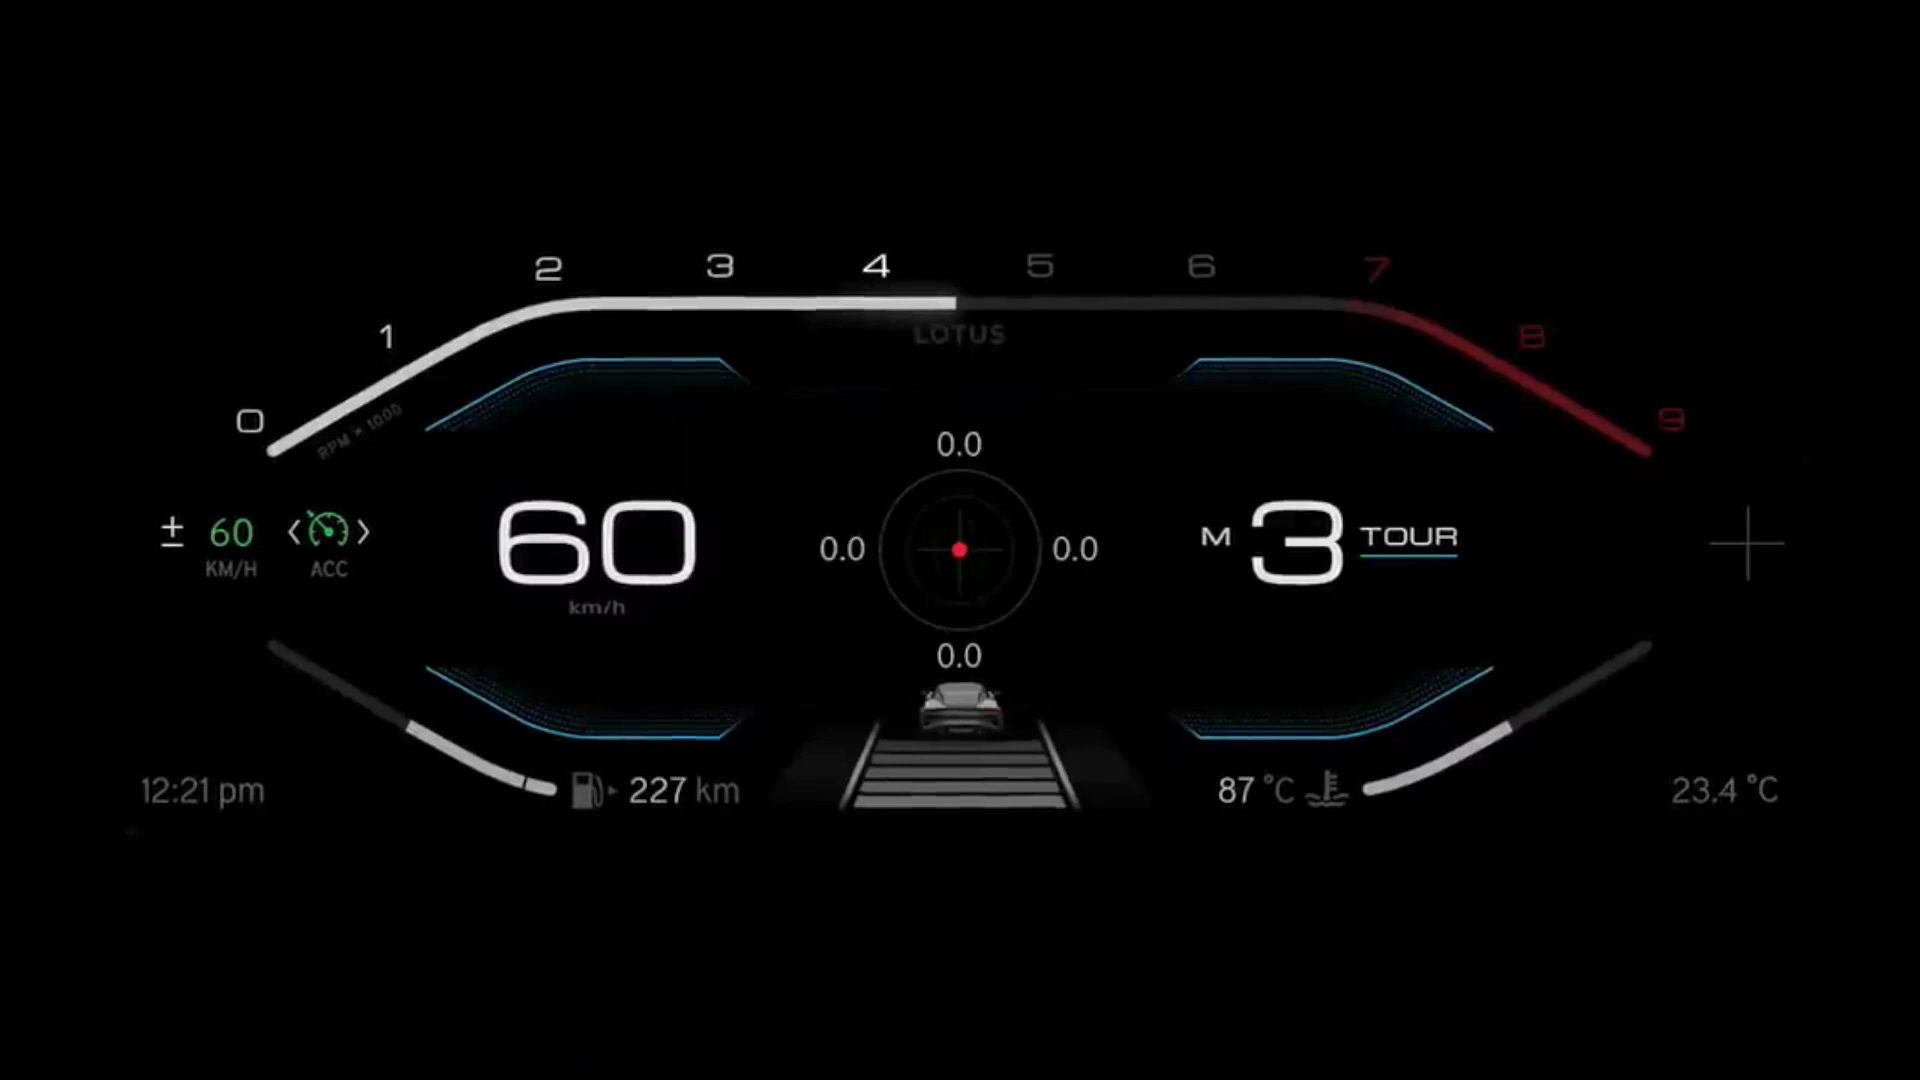 2 3 4 5 6 7
1 LOTUS 8
0 RPM × 1000 9
0.0
± 60 ACC
KM/H
60
km/h
0.0 0.0
M 3 TOUR
0.0
12:21 pm
227 km
87 °C
23.4 °C